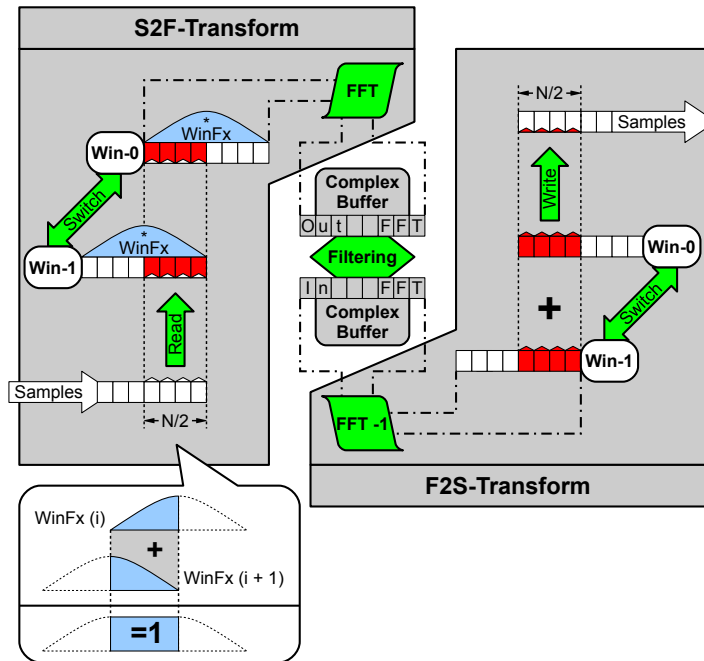 S2F-Transform
FFT
*
WinFx
Win-0
Switch
*
WinFx
Win-1
Read
Samples
N/2
Complex
Buffer
Out FFT
Filtering
In FFT
Complex
Buffer
N/2
Samples
Write
Win-0
+
Switch
Win-1
FFT -1
F2S-Transform
WinFx (i)
+
WinFx (i + 1)
=1